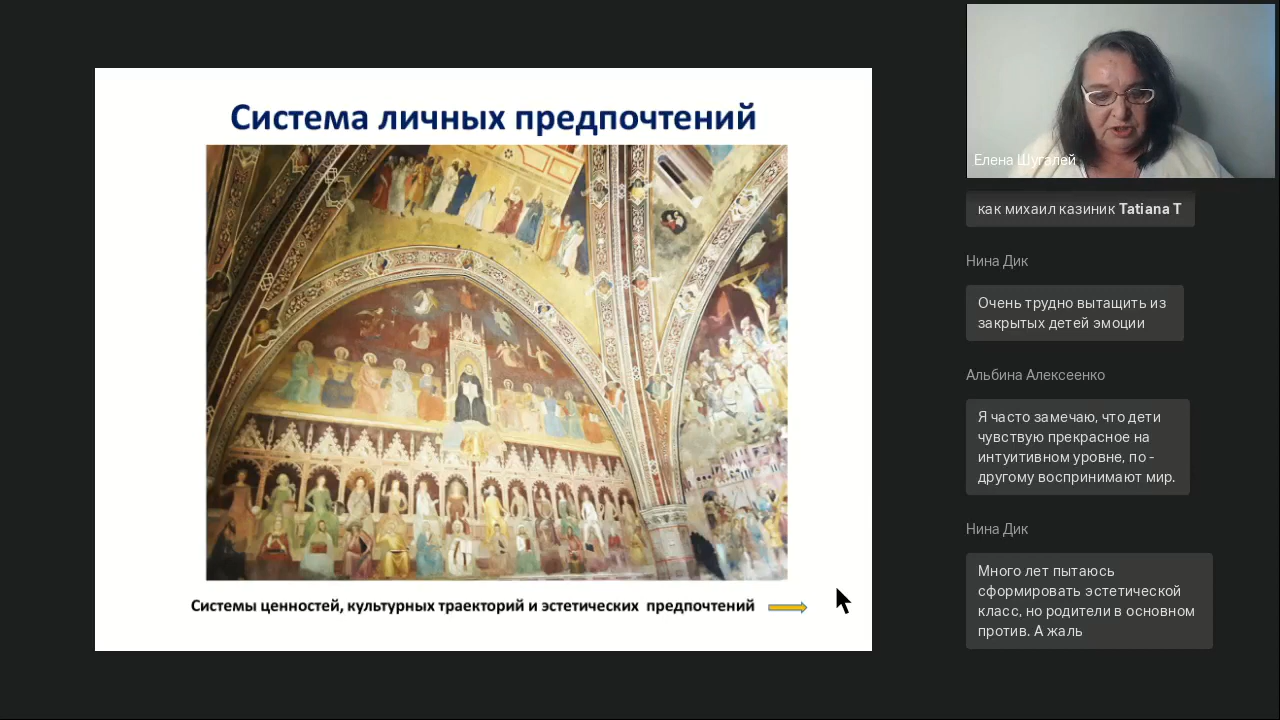 Система личных предпочтений
Системы ценностей, культурных траекторий и эстетических предпочтений
Елена Шугалей
как михаил казиник Tatiana T
Нина Дик
Очень трудно вытащить из
закрытых детей эмоции
Альбина Алексеенко
Я часто замечаю, что дети
чувствую прекрасное на
интуитивном уровне, по -
другому воспринимают мир.
Нина Дик
Много лет пытаюсь
сформировать эстетической
класс, но родители в основном
против. А жаль